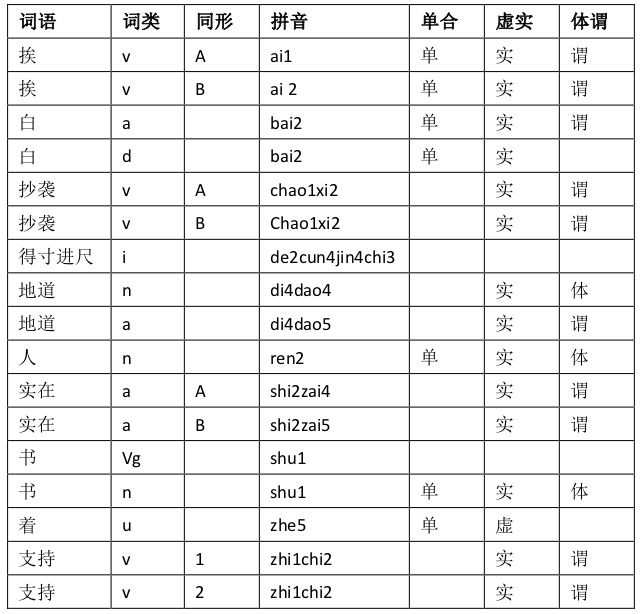 词语 词类 同形 拼音 单合 虚实 体谓
挨 v A ai1 单 实 谓
挨 v B ai 2 单 实 谓
白 a bai2 单 实 谓
白 d bai2 单 实
抄袭 v A chao1xi2 实 谓
抄袭 v B Chao1xi2 实 谓
得寸进尺 i de2cun4jin4chi3
地道 n di4dao4 实 体
地道 a di4dao5 实 谓
人 n ren2 单 实 体
实在 a A shi2zai4 实 谓
实在 a B shi2zai5 实 谓
书 Vg shu1
书 n shu1 单 实 体
着 u zhe5 单 虚
支持 v 1 zhi1chi2 实 谓
支持 v 2 zhi1chi2 实 谓